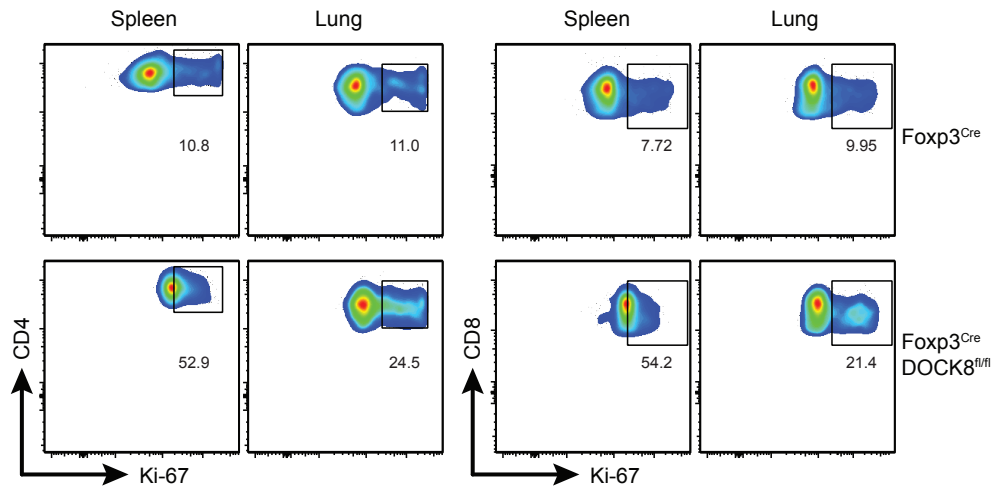 Spleen Lung Spleen Lung
10.8 11.0 7.72 9.95
Foxp3Cre
52.9 24.5 54.2 21.4
Foxp3Cre
DOCK8fl/fl
CD4
CD8
Ki-67 Ki-67